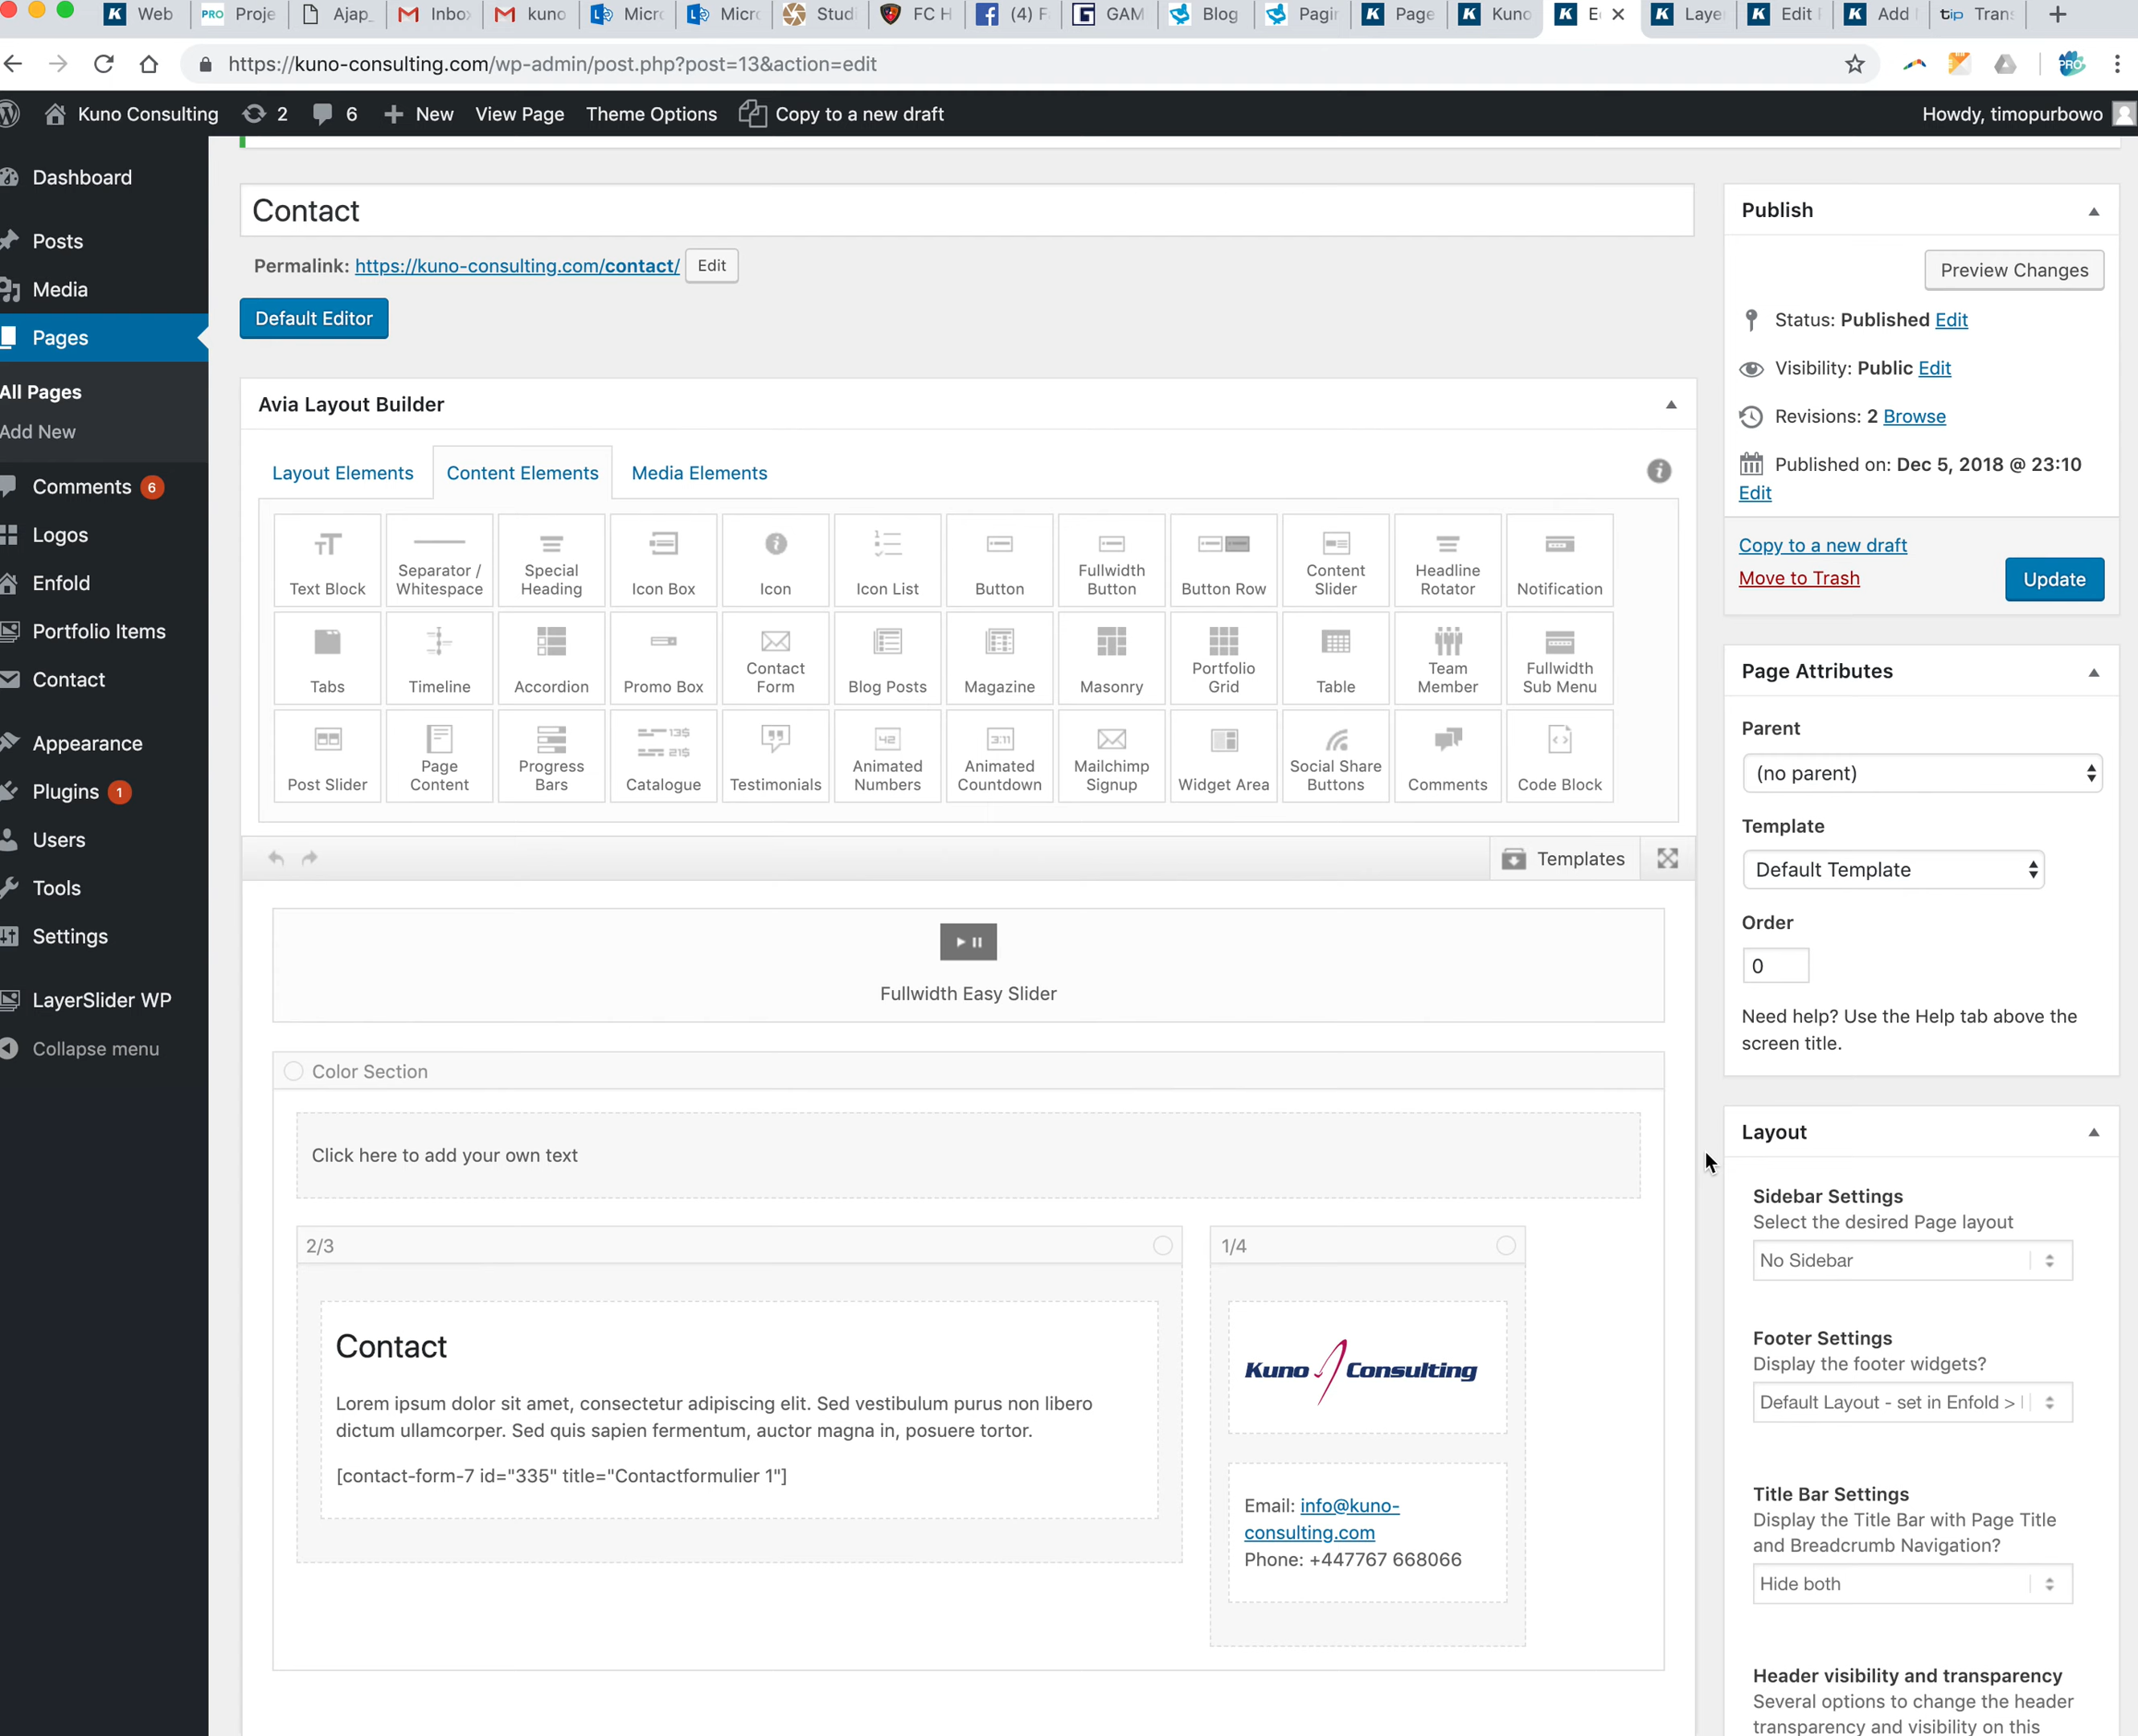 Web
PRO Proje
Ajap
Inbo
kuno
Micro
Micro
Studi
FC H
(4) F
GAM
Blog
Pagin
Page
Kuno
Laye
Edit
Add
tip Trans
https://kuno-consulting.com/wp-admin/post.php?post=13&action=edit
PRO
Kuno Consulting 2 6 New View Page Theme Options Copy to a new draft
Howdy, timopurbowo
Dashboard
Posts
Media
Pages
All Pages
Add New
Comments 6
Logos
Enfold
Portfolio Items
Contact
Appearance
Plugins 1
Users
Tools
Settings
LayerSlider WP
Collapse menu
Contact
Permalink: https://kuno-consulting.com/contact/ Edit
Default Editor
Avia Layout Builder
Layout Elements Content Elements Media Elements
Text Block
Separator /
Whitespace
Special
Heading
Icon Box
Icon
Icon List
Button
Fullwidth
Button
Button Row
Content
Slider
Headline
Rotator
Notification
Tabs
Timeline
Accordion
Promo Box
Contact
Form
Blog Posts
Magazine
Masonry
Portfolio
Grid
Table
Team
Member
Fullwidth
Sub Menu
Post Slider
Page
Content
Progress
Bars
13$
21$
Catalogue
Testimonials
42
Animated
Numbers
3:11
Animated
Countdown
Mailchimp
Signup
Widget Area
Social Share
Buttons
Comments
Code Block
Templates
Fullwidth Easy Slider
Color Section
Click here to add your own text
2/3
Contact
Lorem ipsum dolor sit amet, consectetur adipiscing elit. Sed vestibulum purus non libero
dictum ullamcorper. Sed quis sapien fermentum, auctor magna in, posuere tortor.
[contact-form-7 id="335" title="Contactformulier 1"]
1/4
Kuno Consulting
Email: info@kuno-
consulting.com
Phone: +447767 668066
Publish
Preview Changes
Status: Published Edit
Visibility: Public Edit
Revisions: 2 Browse
Published on: Dec 5, 2018 @ 23:10
Edit
Copy to a new draft
Move to Trash
Update
Page Attributes
Parent
(no parent)
Template
Default Template
Order
0
Need help? Use the Help tab above the
screen title.
Layout
Sidebar Settings
Select the desired Page layout
No Sidebar
Footer Settings
Display the footer widgets?
Default Layout - set in Enfold >
Title Bar Settings
Display the Title Bar with Page Title
and Breadcrumb Navigation?
Hide both
Header visibility and transparency
Several options to change the header
transparency and visibility on this